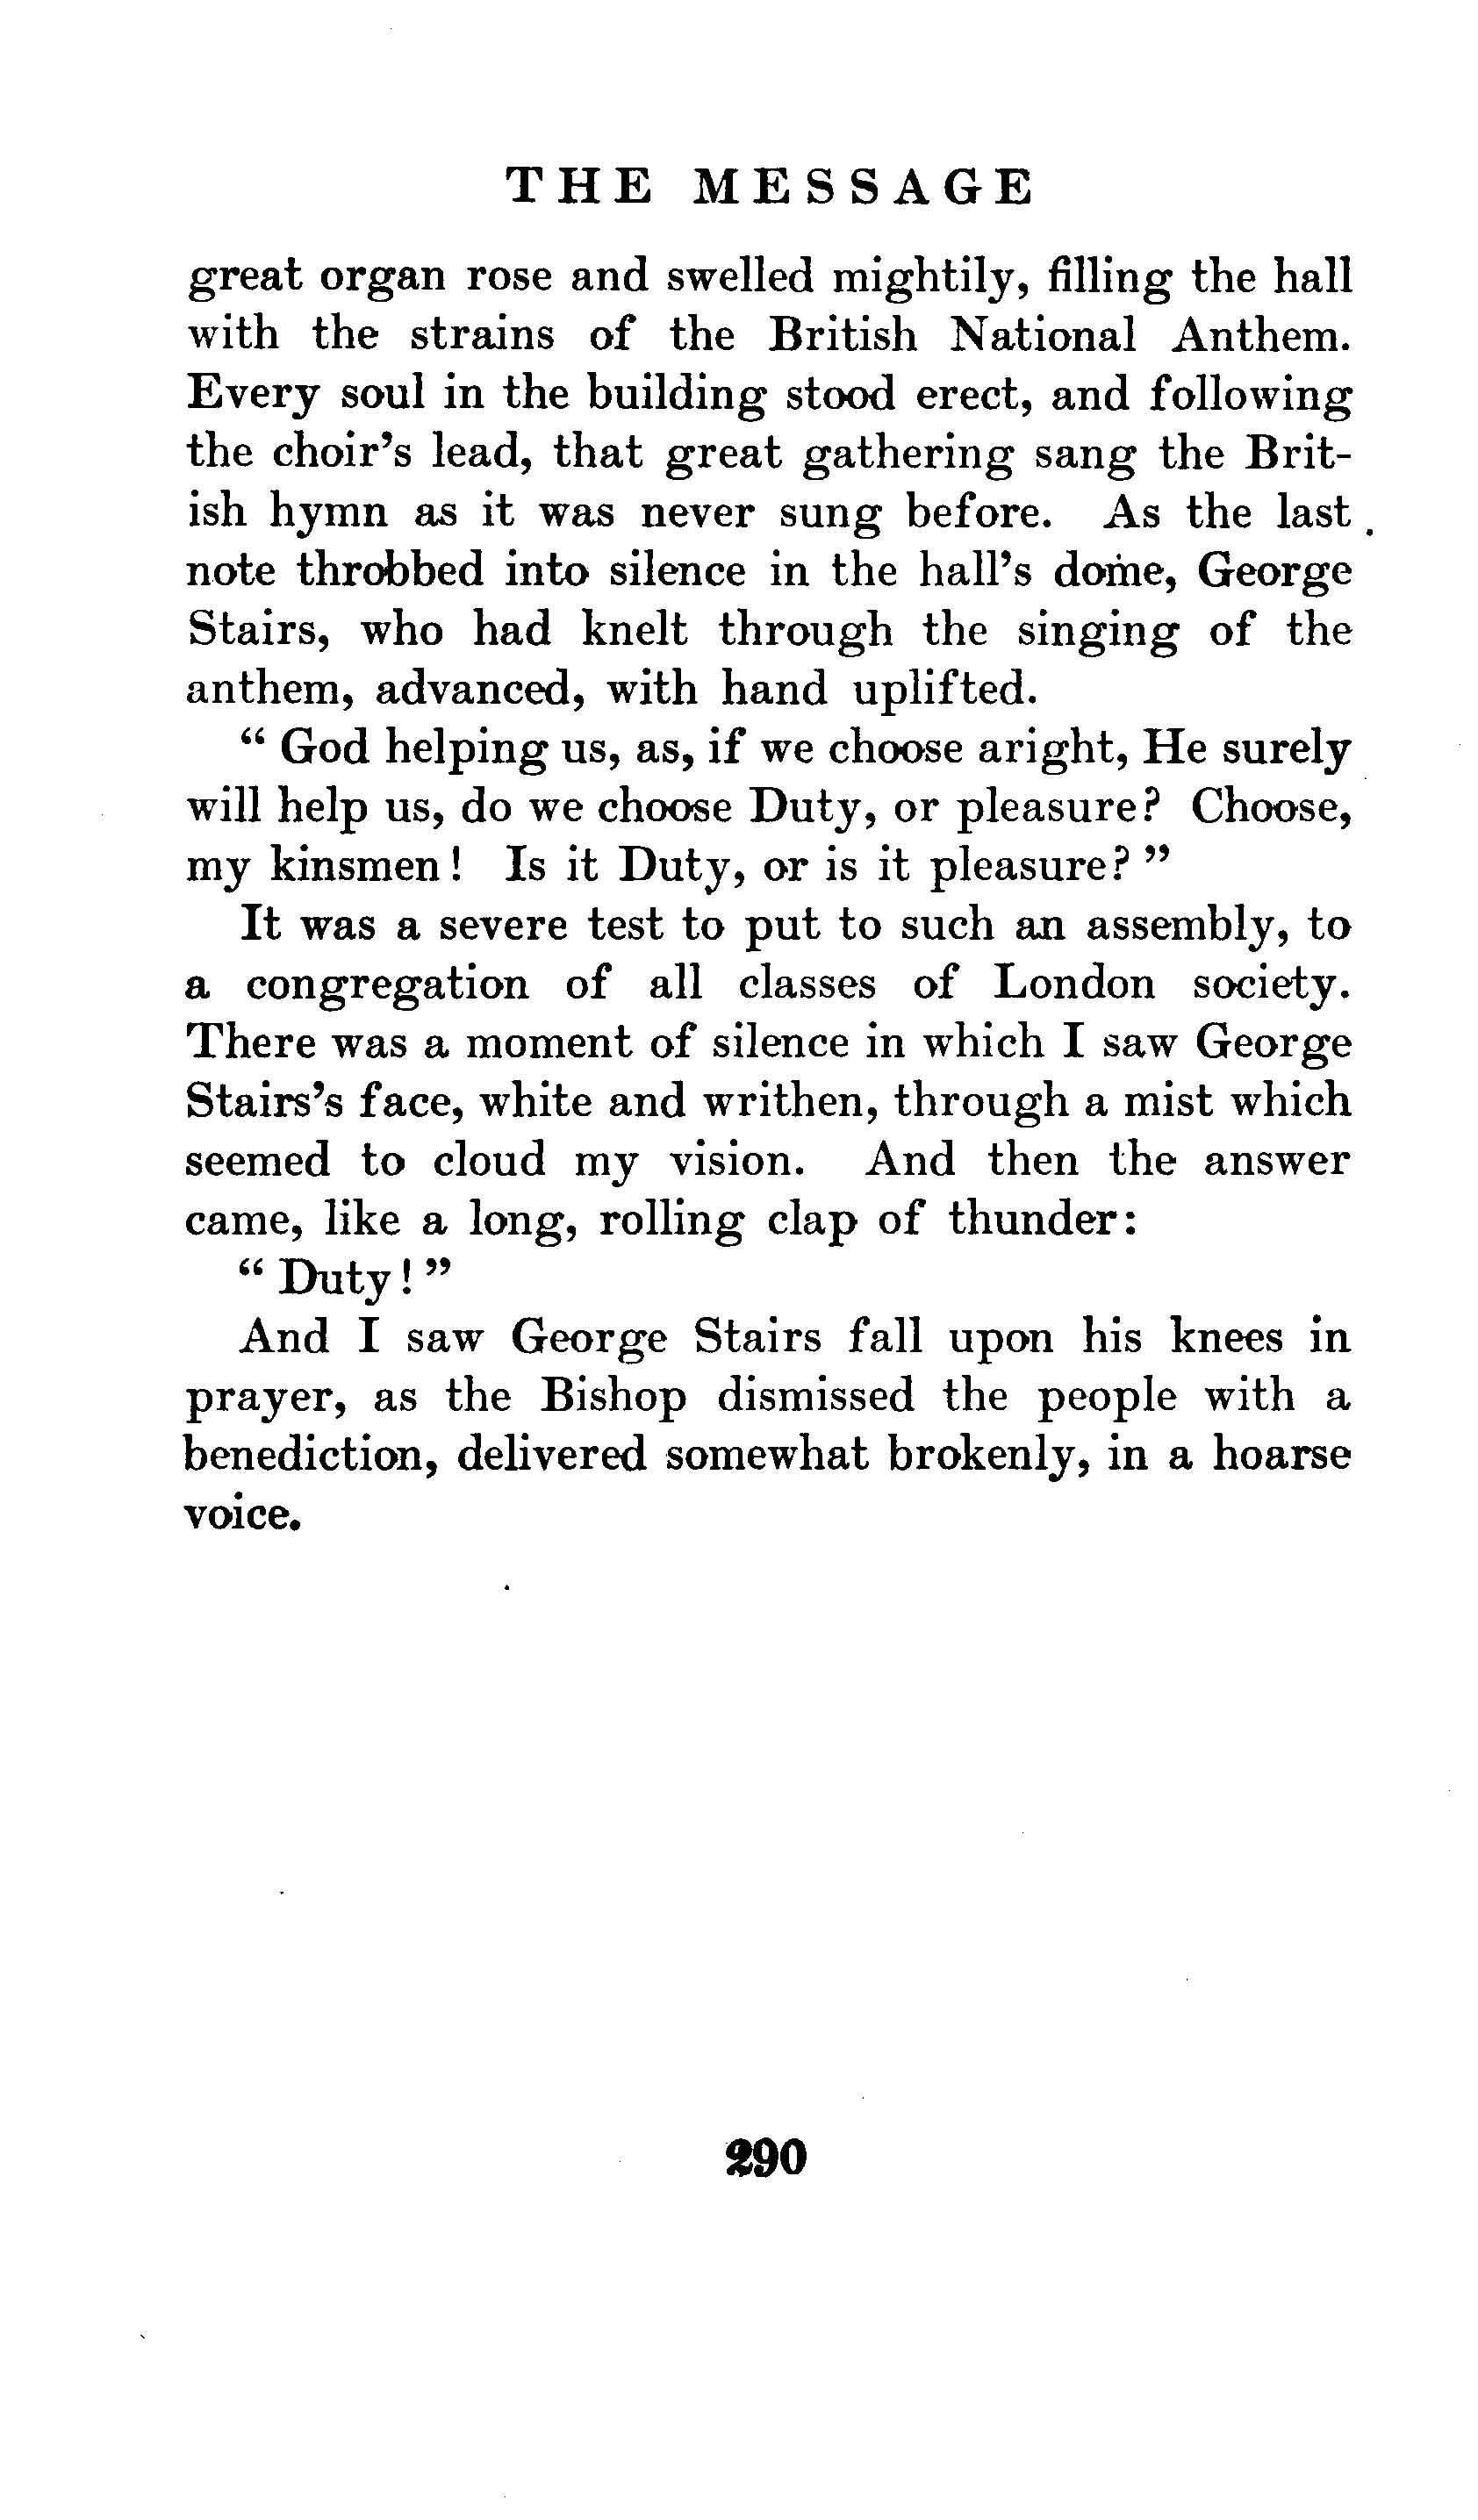 THE MESSAGE
great organ rose and swelled mightily, filling the hall
with the strains of the British National Anthem.
Every soul in the building stood erect, and following
the choir's lead, that great gathering sang the Brit-
ish hymn as it was never sung before. As the last
note throbbed into silence in the hall's dome, George
Stairs, who had knelt through the singing of the
anthem, advanced, with hand uplifted.
" God helping us, as, if we choose aright, He surely
will help us, do we choose Duty, or pleasure? Choose,
my kinsmen! Is it Duty, or is it pleasure? "
It was a severe test to put to such an assembly, to
a congregation of all classes of London society.
There was a moment of silence in which I saw George
Stairs's face, white and writhen, through a mist which
seemed to cloud my vision. And then the answer
came, like a long, rolling clap of thunder:
" Duty! "
And I saw George Stairs fall upon his knees in
prayer, as the Bishop dismissed the people with a
benediction, delivered somewhat brokenly, in a hoarse
voice.
290